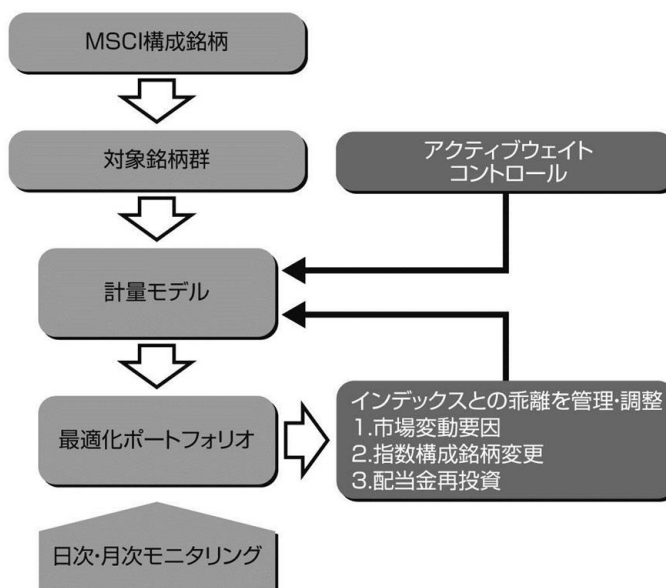 MSCI構成銘柄
対象銘柄群
アクティブウェイト
コントロール
計量モデル
最適化ポートフォリオ
インデックスとの乖離を管理・調整
1.市場変動要因
2.指数構成銘柄変更
3.配当金再投資
日次・月次モニタリング